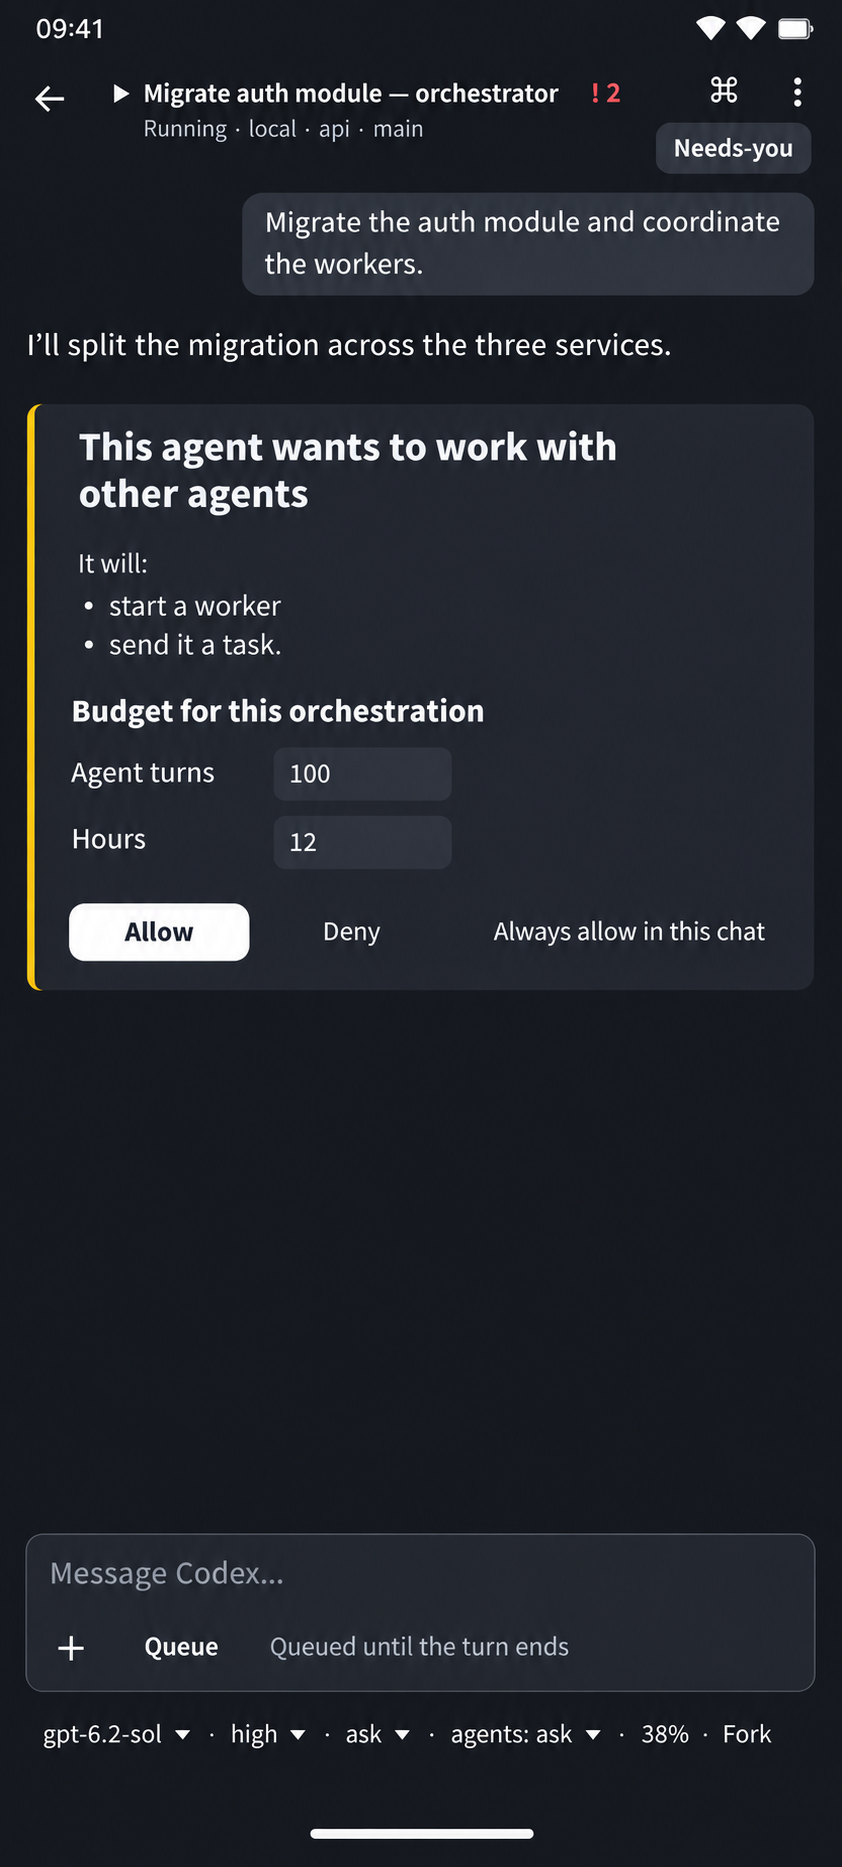 09:41
Migrate auth module — orchestrator ! 2
Running · local · api · main
Needs-you
Migrate the auth module and coordinate
the workers.
I’ll split the migration across the three services.
This agent wants to work with
other agents
It will:
• start a worker
• send it a task.
Budget for this orchestration
Agent turns 100
Hours 12
Allow Deny Always allow in this chat
Message Codex...
+ Queue Queued until the turn ends
gpt-6.2-sol · high · ask · agents: ask · 38% · Fork